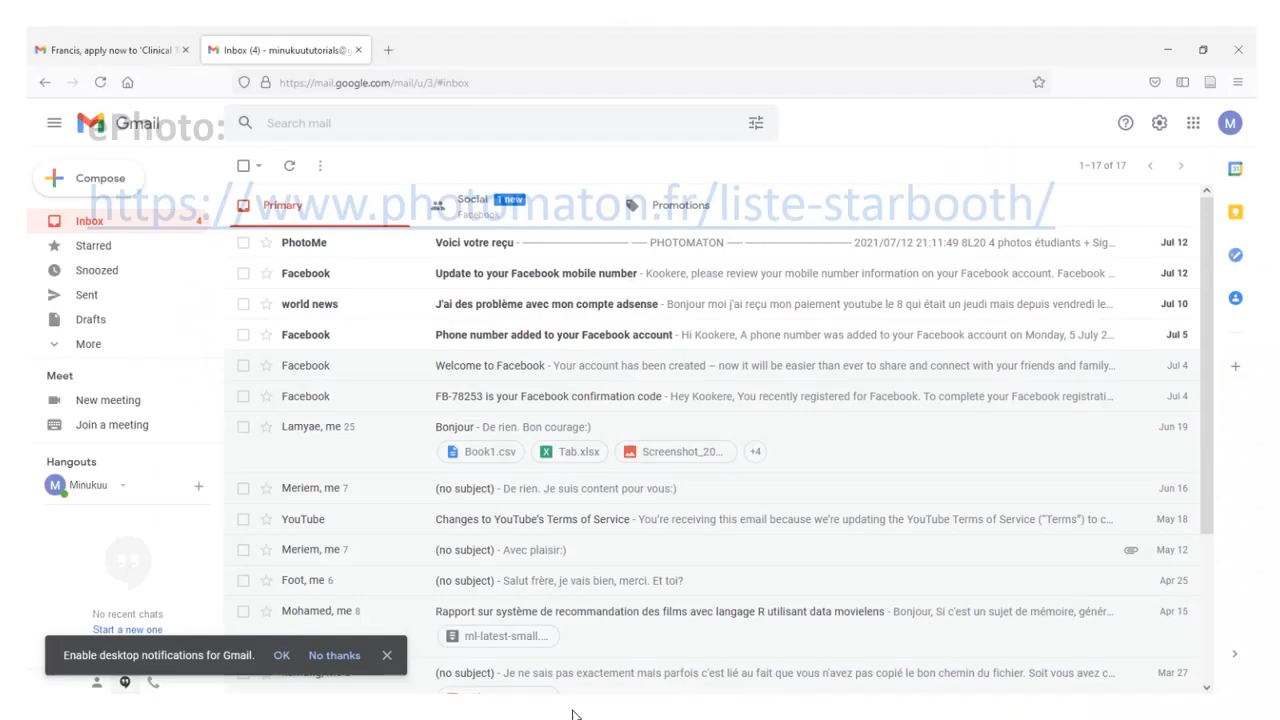 Francis, apply now to 'Clinical T
Inbox (4) - minukuututorials@g
https://mail.google.com/mail/u/3/#inbox
ePhoto:
Gmail
Search mail
M
Compose
1–17 of 17
https://www.photomaton.fr/liste-starbooth/
Primary
Social 1 new
Facebook
Promotions
Inbox 4
Starred
Snoozed
Sent
Drafts
More
Meet
New meeting
Join a meeting
Hangouts
M Minukuu
No recent chats
Start a new one
PhotoMe Voici votre reçu - ---------------------------- — PHOTOMATON —- ---------------------------- 2021/07/12 21:11:49 8L20 4 photos étudiants + Sig... Jul 12
Facebook Update to your Facebook mobile number - Kookere, please review your mobile number information on your Facebook account. Facebook ... Jul 12
world news J'ai des problème avec mon compte adsense - Bonjour moi j'ai reçu mon paiement youtube le 8 qui était un jeudi mais depuis vendredi le... Jul 10
Facebook Phone number added to your Facebook account - Hi Kookere, A phone number was added to your Facebook account on Monday, 5 July 2... Jul 5
Facebook Welcome to Facebook - Your account has been created – now it will be easier than ever to share and connect with your friends and family... Jul 4
Facebook FB-78253 is your Facebook confirmation code - Hey Kookere, You recently registered for Facebook. To complete your Facebook registrati... Jul 4
Lamyae, me 25 Bonjour - De rien. Bon courage:) Jun 19
Book1.csv Tab.xlsx Screenshot_20... +4
Meriem, me 7 (no subject) - De rien. Je suis content pour vous:) Jun 16
YouTube Changes to YouTube's Terms of Service - You're receiving this email because we're updating the YouTube Terms of Service ("Terms") to c... May 18
Meriem, me 7 (no subject) - Avec plaisir:) May 12
Foot, me 6 (no subject) - Salut frère, je vais bien, merci. Et toi? Apr 25
Mohamed, me 8 Rapport sur système de recommandation des films avec langage R utilisant data movielens - Bonjour, Si c'est un sujet de mémoire, génér... Apr 15
ml-latest-small....
(no subject) - Je ne sais pas exactement mais parfois c'est lié au fait que vous n'avez pas copié le bon chemin du fichier. Soit vous avez c... Mar 27
Enable desktop notifications for Gmail. OK No thanks